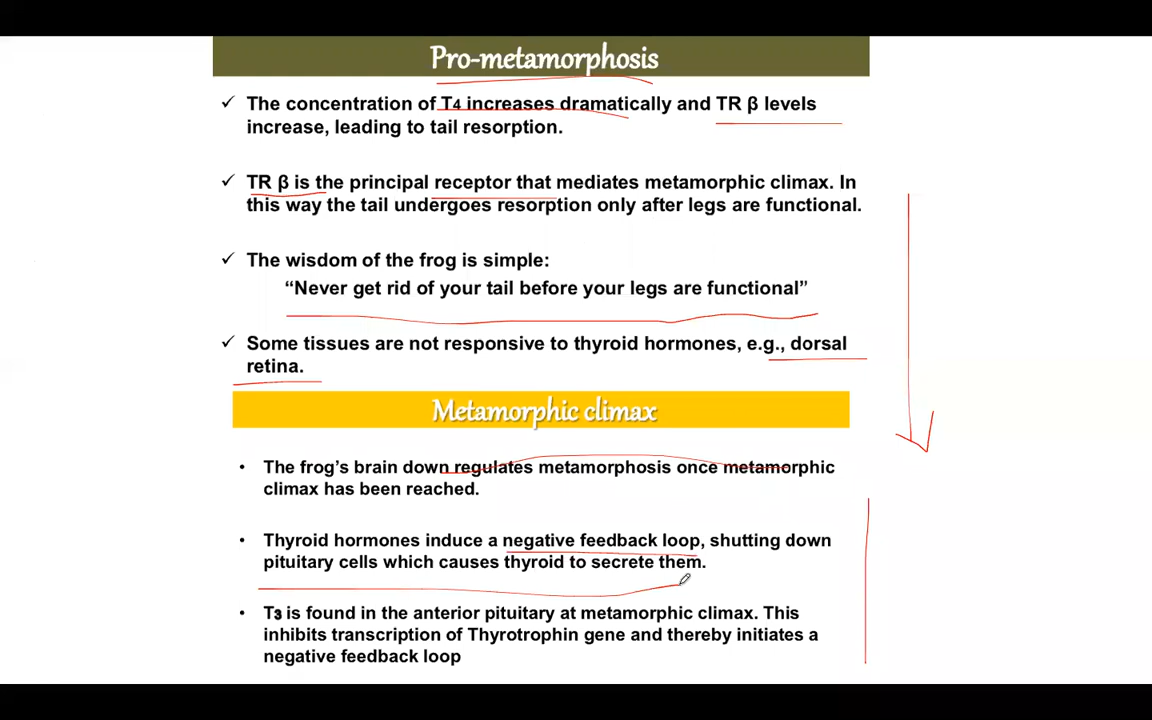 Pro-metamorphosis
✓ The concentration of T4 increases dramatically and TR β levels
increase, leading to tail resorption.
✓ TR β is the principal receptor that mediates metamorphic climax. In
this way the tail undergoes resorption only after legs are functional.
✓ The wisdom of the frog is simple:
“Never get rid of your tail before your legs are functional”
✓ Some tissues are not responsive to thyroid hormones, e.g., dorsal
retina.
Metamorphic climax
• The frog’s brain down regulates metamorphosis once metamorphic
climax has been reached.
• Thyroid hormones induce a negative feedback loop, shutting down
pituitary cells which causes thyroid to secrete them.
• T3 is found in the anterior pituitary at metamorphic climax. This
inhibits transcription of Thyrotrophin gene and thereby initiates a
negative feedback loop